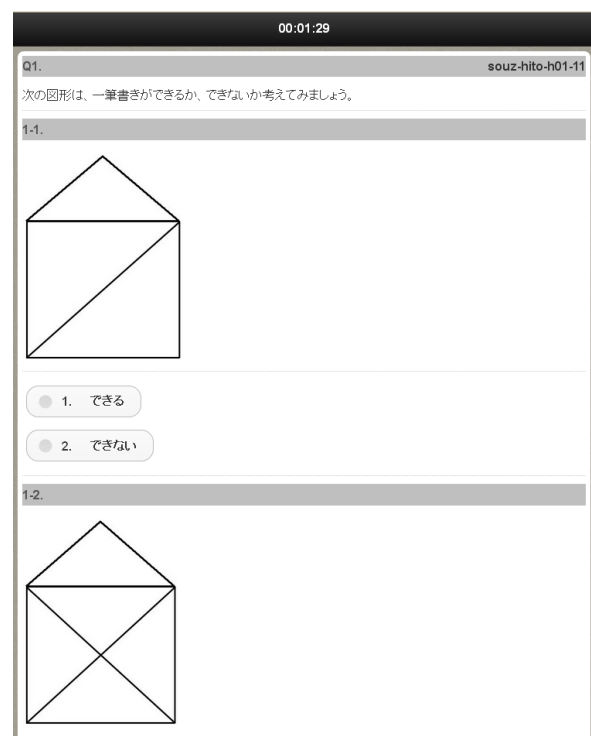 00:01:29
Q1. souz-hito-h01-11
次の図形は、一筆書きができるか、できないか考えてみましょう。
1-1.
1. できる
2. できない
1-2.